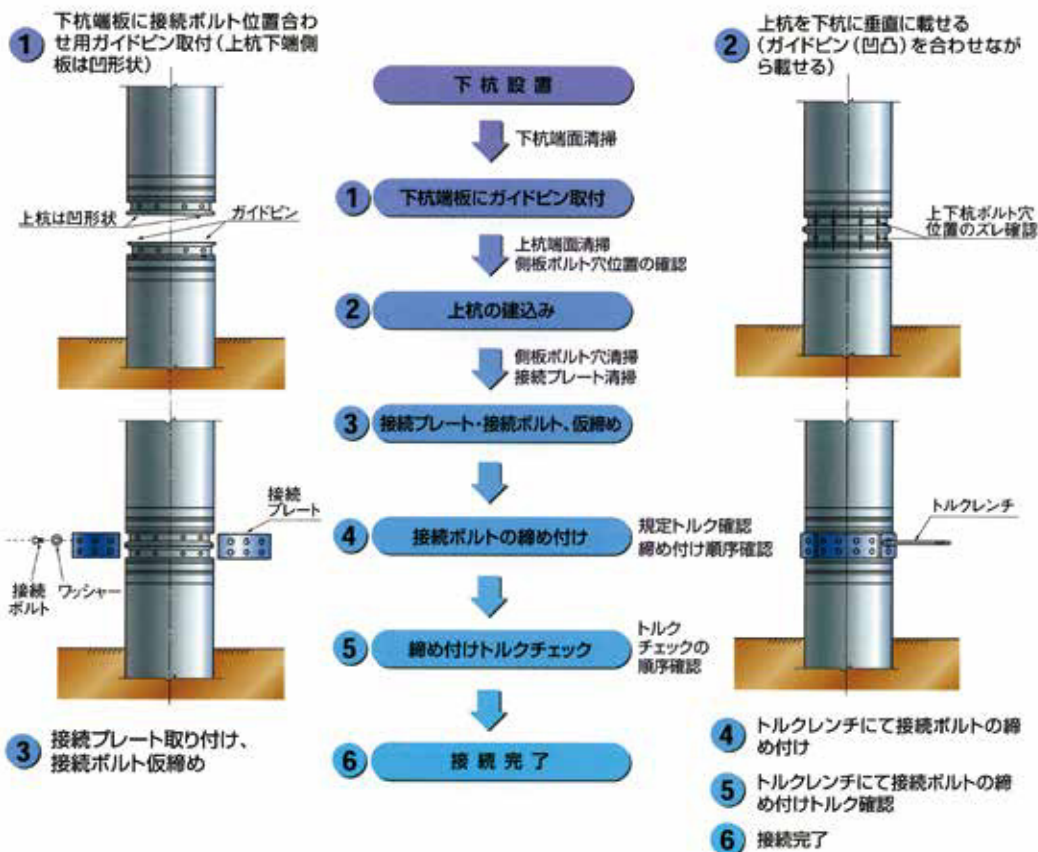 1
下杭端板に接続ボルト位置合わ
せ用ガイドピン取付(上杭下端側
板は凹形状)
上杭は凹形状
ガイドピン
下杭設置
下杭端面清掃
1
下杭端板にガイドピン取付
上杭端面清掃
側板ボルト穴位置の確認
2
上杭の建込み
側板ボルト穴清掃
接続プレート清掃
3
接続プレート・接続ボルト、仮締め
4
接続ボルトの締め付け
規定トルク確認
締め付け順序確認
5
締め付けトルクチェック
トルク
チェックの
順序確認
6
接続完了
2
上杭を下杭に垂直に載せる
(ガイドピン(凹凸)を合わせなが
ら載せる)
上下杭ボルト穴
位置のズレ確認
接続
プレート
接続
ボルト
ワッシャー
3
接続プレート取り付け、
接続ボルト仮締め
トルクレンチ
4
トルクレンチにて接続ボルトの締
め付け
5
トルクレンチにて接続ボルトの締
め付けトルク確認
6
接続完了